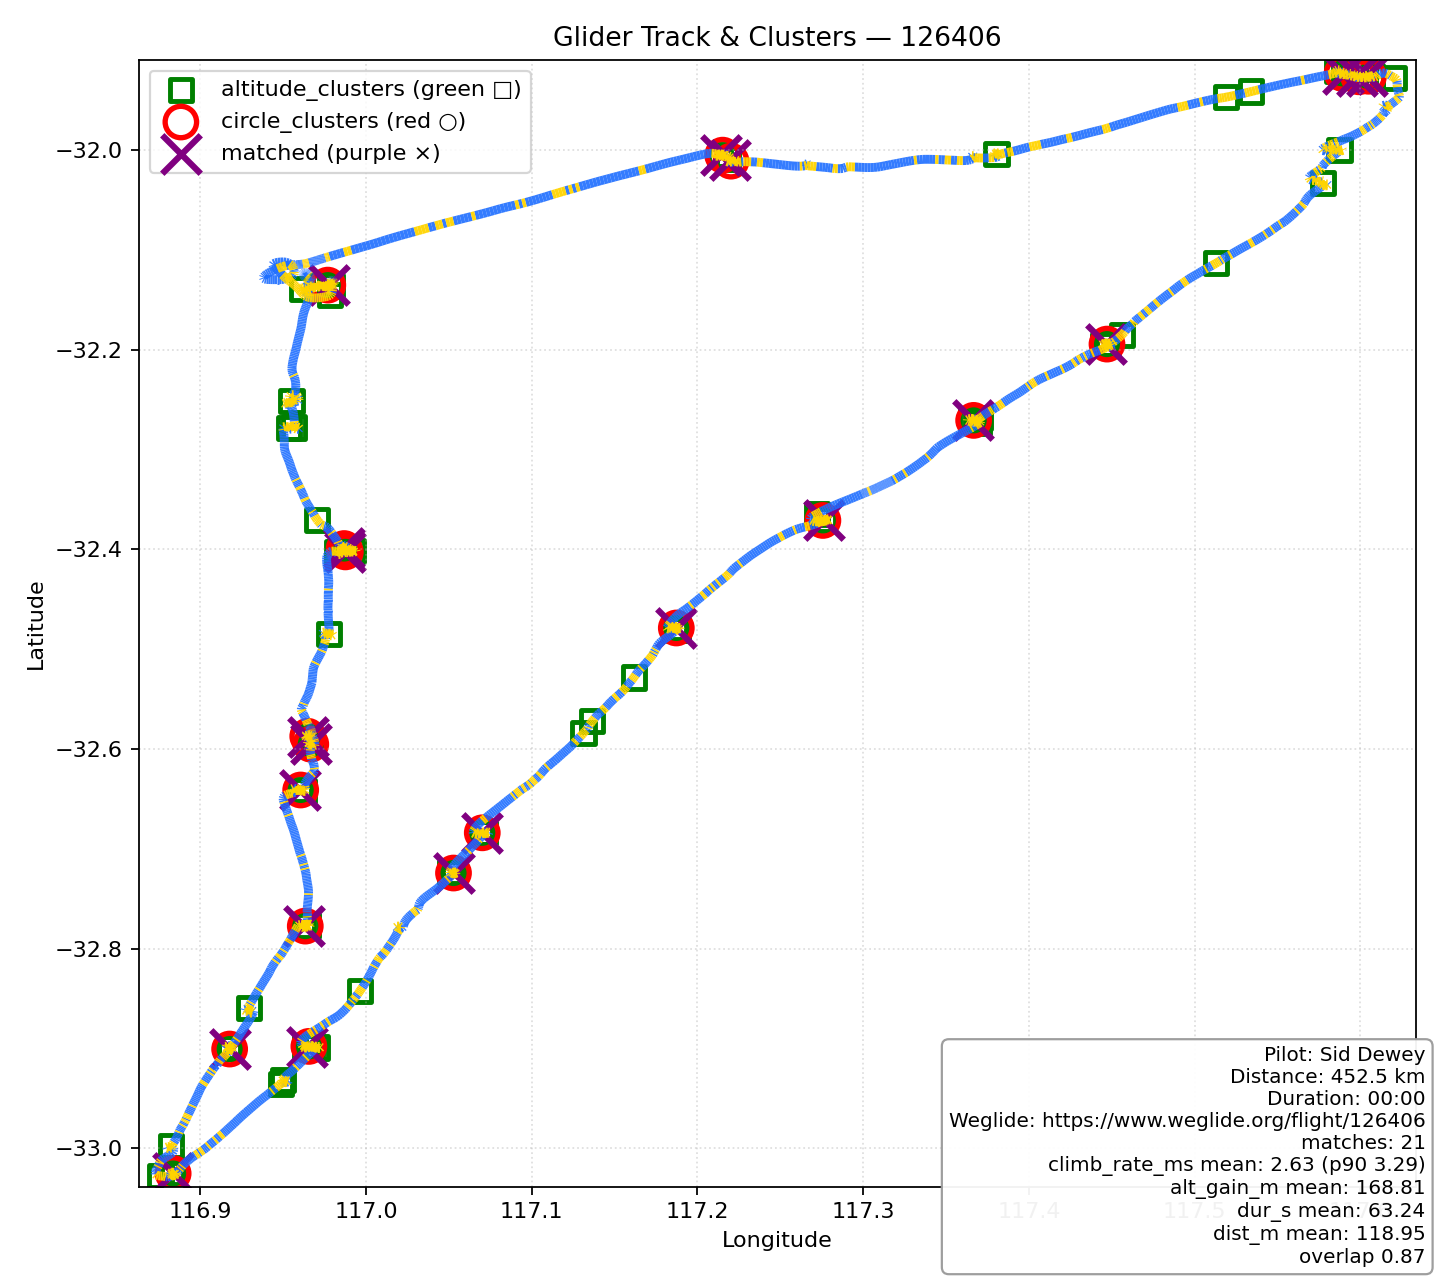 Glider Track & Clusters — 126406
altitude_clusters (green □)
circle_clusters (red ○)
matched (purple ×)
Latitude
−32.0
−32.2
−32.4
−32.6
−32.8
−33.0
116.9
117.0
117.1
117.2
117.3
117.4
117.5
Longitude
Pilot: Sid Dewey
Distance: 452.5 km
Duration: 00:00
Weglide: https://www.weglide.org/flight/126406
matches: 21
climb_rate_ms mean: 2.63 (p90 3.29)
alt_gain_m mean: 168.81
dur_s mean: 63.24
dist_m mean: 118.95
overlap 0.87